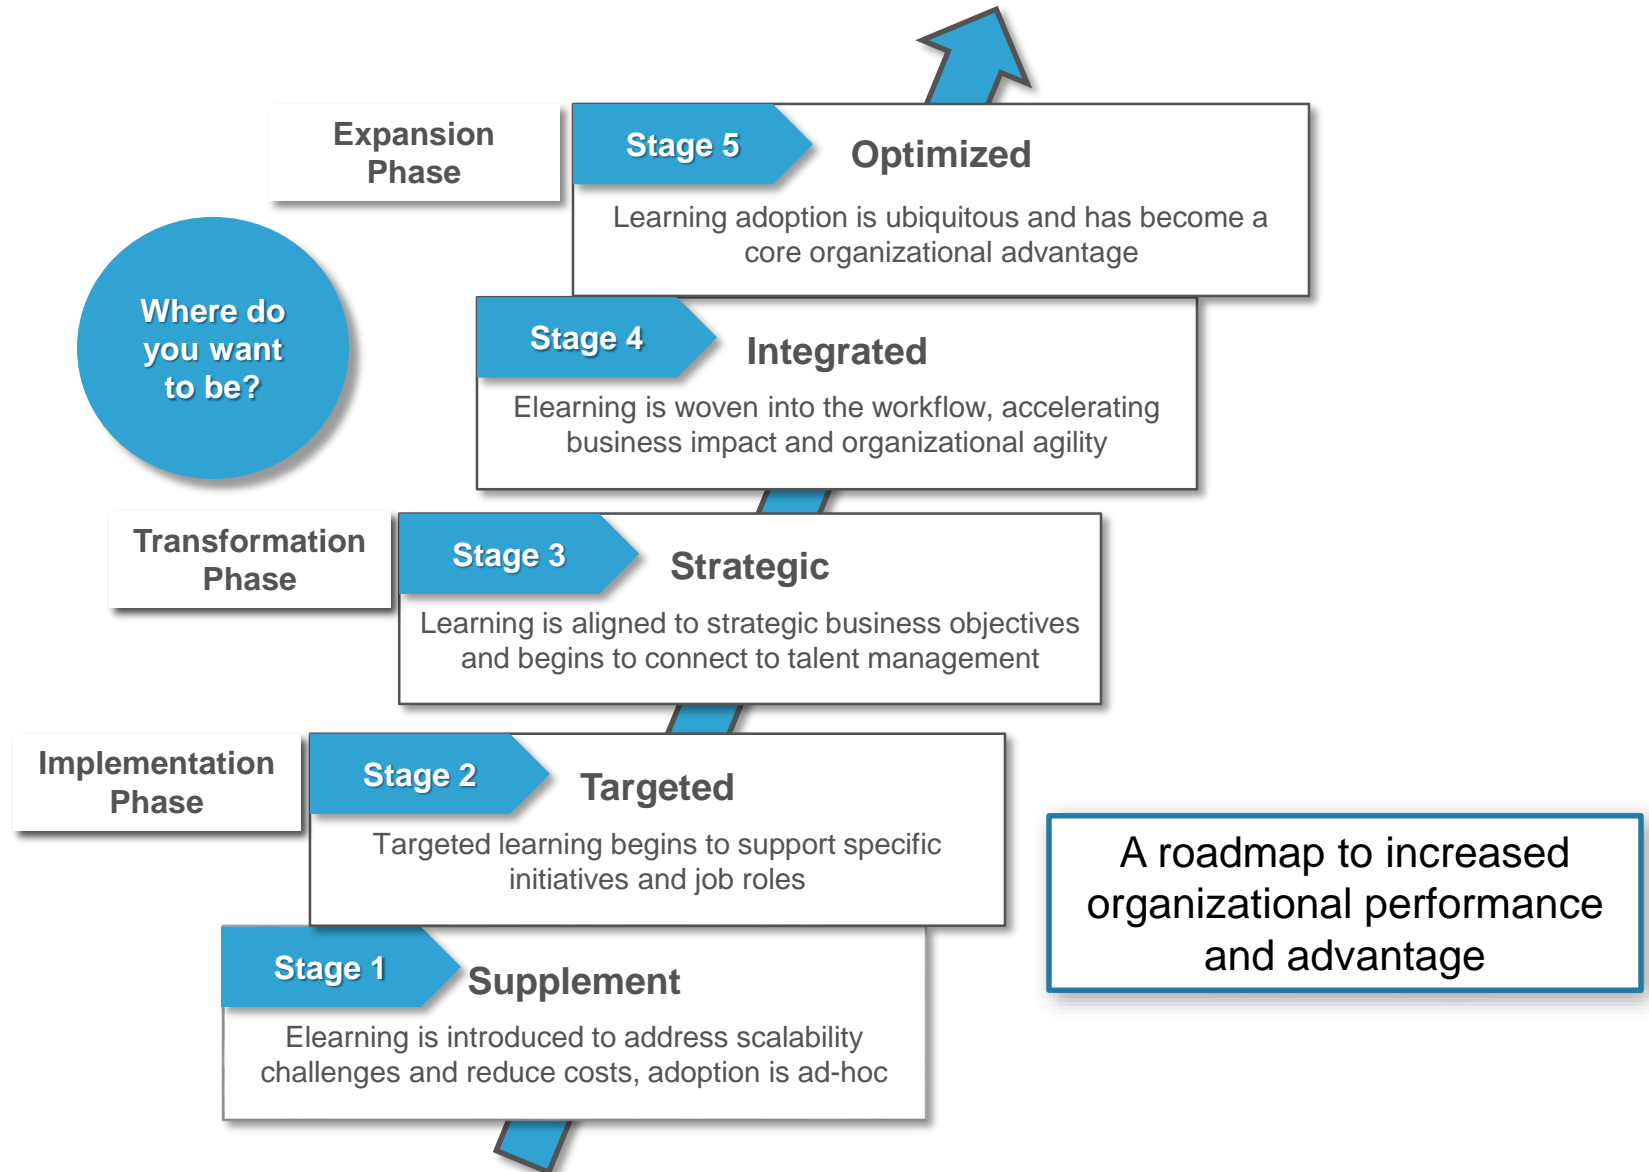 Expansion
Phase
Stage 5
Optimized
Learning adoption is ubiquitous and has become a
core organizational advantage
Where do
you want
to be?
Stage 4
Integrated
Elearning is woven into the workflow, accelerating
business impact and organizational agility
Transformation
Phase
Stage 3
Strategic
Learning is aligned to strategic business objectives
and begins to connect to talent management
Implementation
Phase
Stage 2
Targeted
Targeted learning begins to support specific
initiatives and job roles
A roadmap to increased
organizational performance
and advantage
Stage 1
Supplement
Elearning is introduced to address scalability
challenges and reduce costs, adoption is ad-hoc